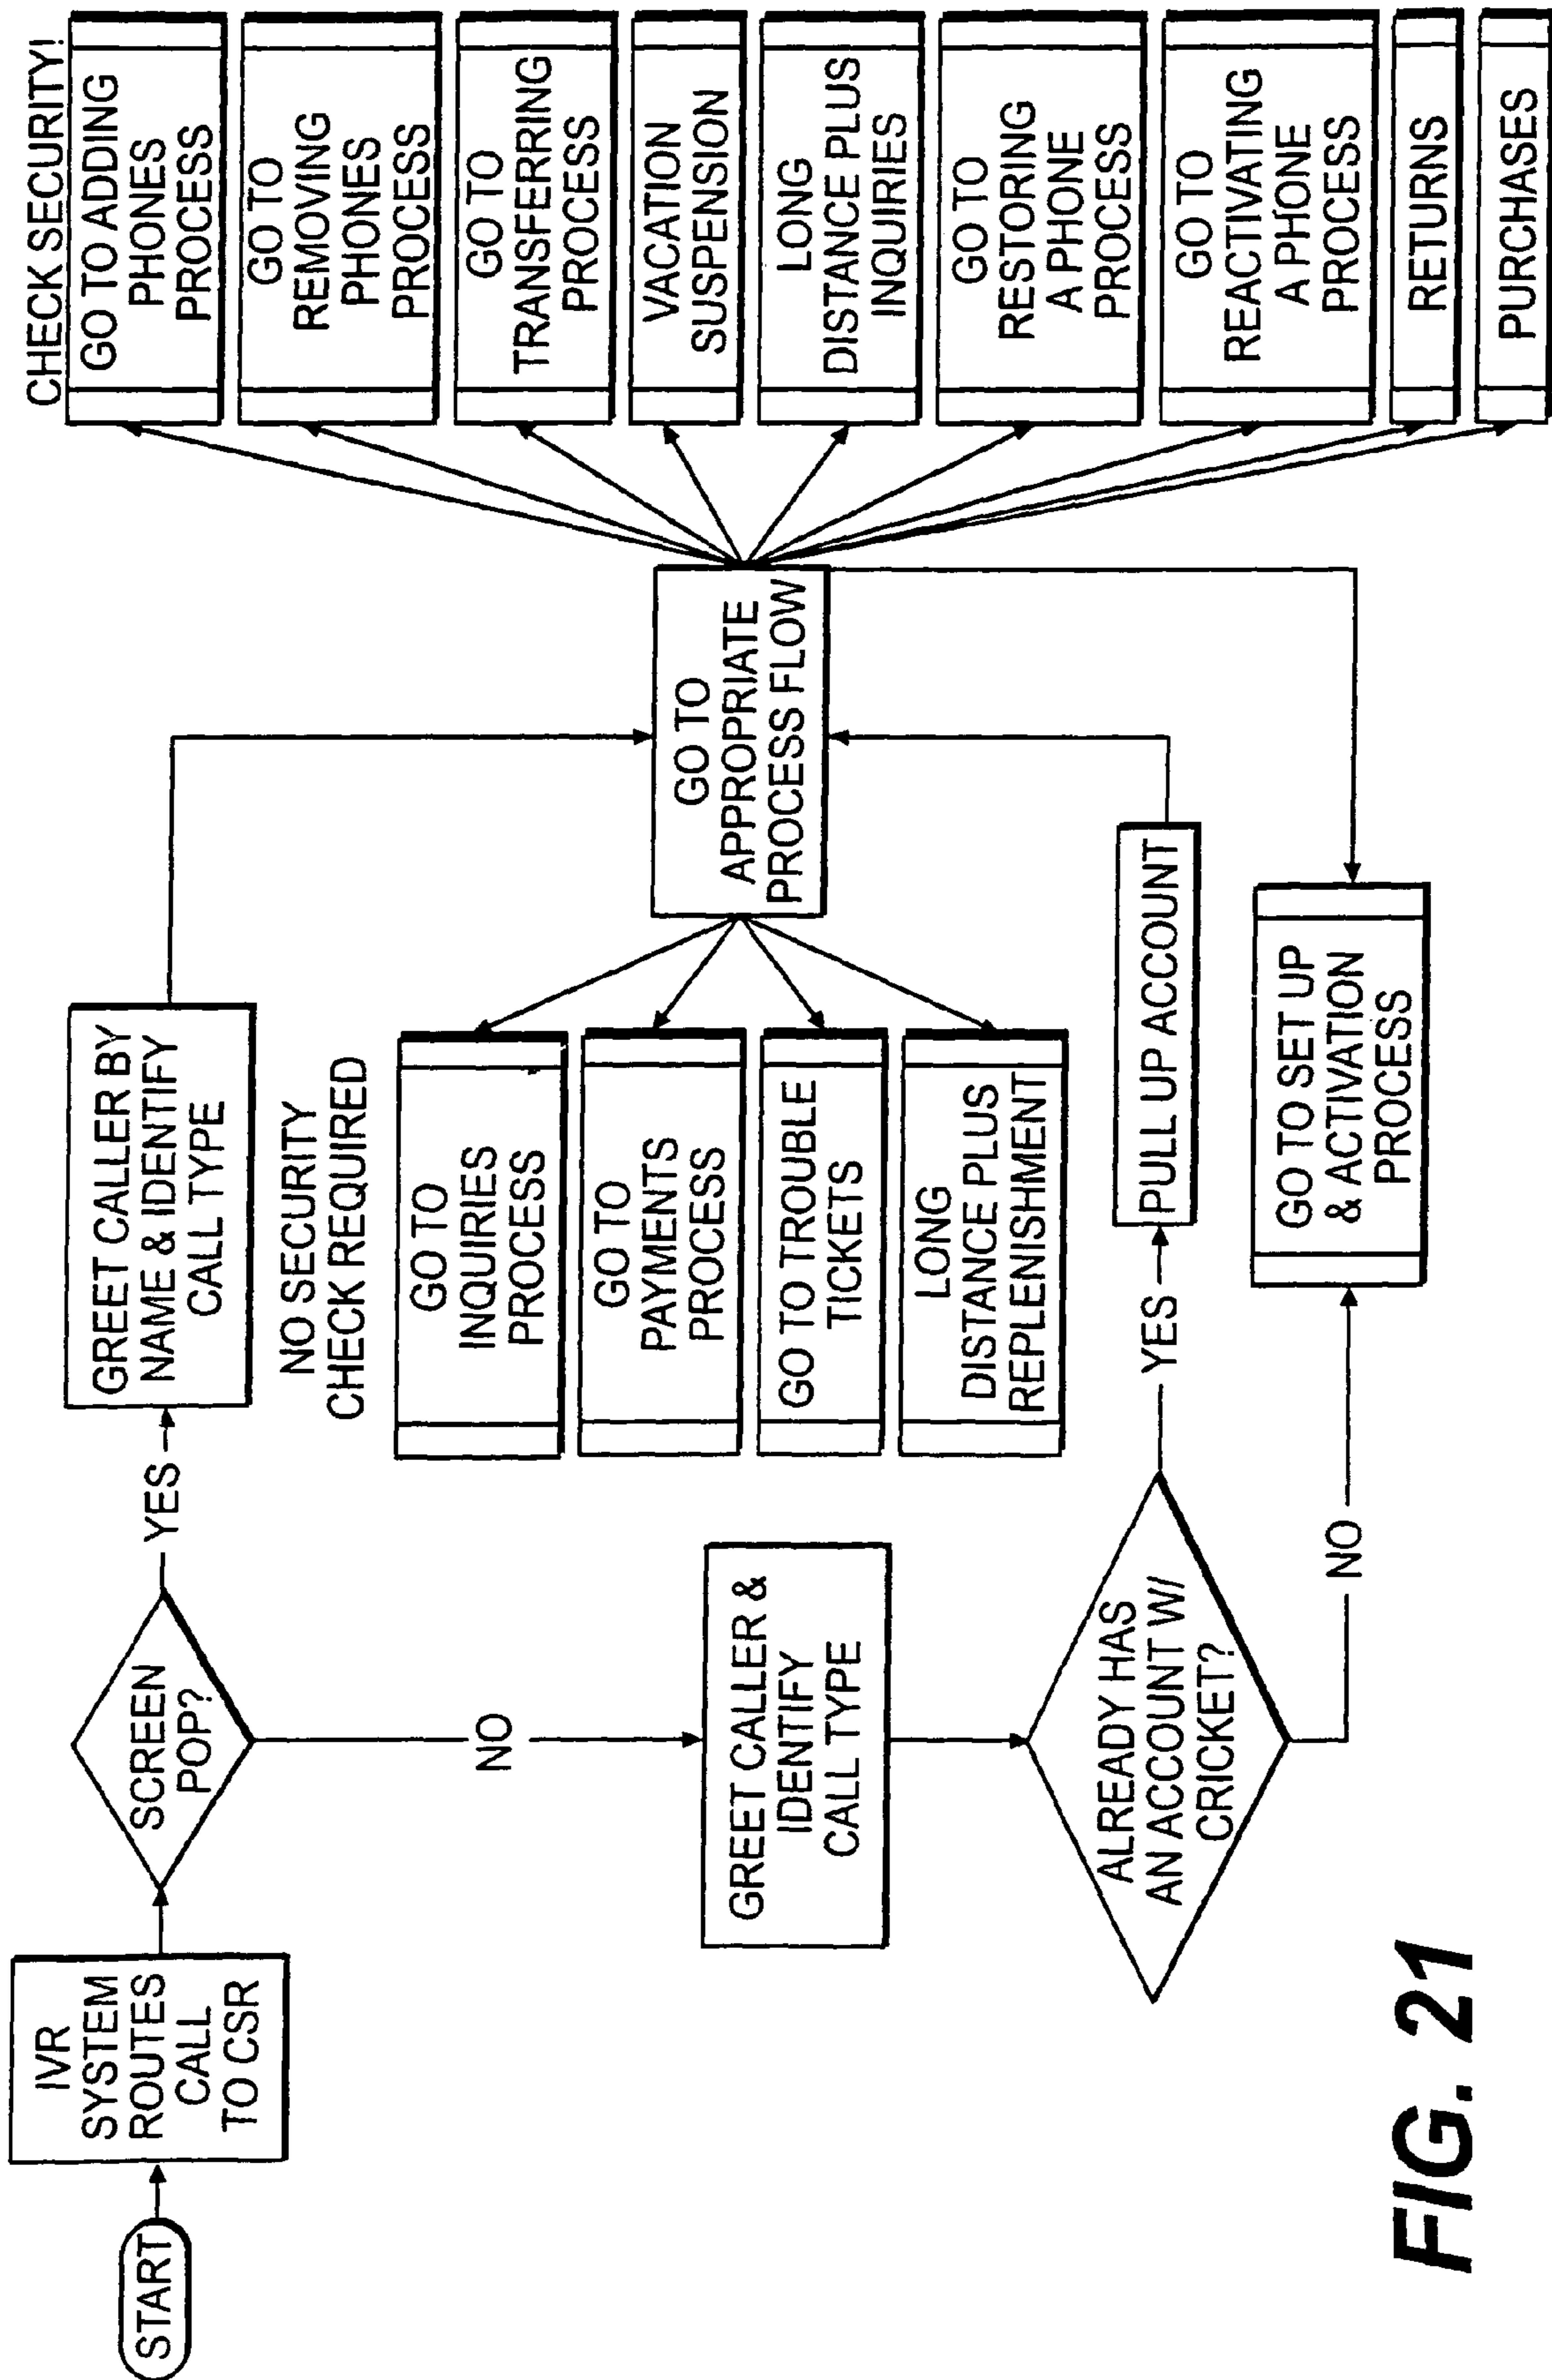 START
IVR
SYSTEM
ROUTES
CALL
TO CSR
SCREEN
POP?
YES
GREET CALLER BY
NAME & IDENTIFY
CALL TYPE
NO
GREET CALLER &
IDENTIFY
CALL TYPE
ALREADY HAS
AN ACCOUNT W/
CRICKET?
YES
PULL UP ACCOUNT
NO
GO TO SET UP
& ACTIVATION
PROCESS
NO SECURITY
CHECK REQUIRED
GO TO
INQUIRIES
PROCESS
GO TO
PAYMENTS
PROCESS
GO TO TROUBLE
TICKETS
LONG
DISTANCE PLUS
REPLENISHMENT
GO TO
APPROPRIATE
PROCESS FLOW
CHECK SECURITY!
GO TO ADDING
PHONES
PROCESS
GO TO
REMOVING
PHONES
PROCESS
GO TO
TRANSFERRING
PROCESS
VACATION
SUSPENSION
LONG
DISTANCE PLUS
INQUIRIES
GO TO
RESTORING
A PHONE
PROCESS
GO TO
REACTIVATING
A PHONE
PROCESS
RETURNS
PURCHASES
FIG. 21